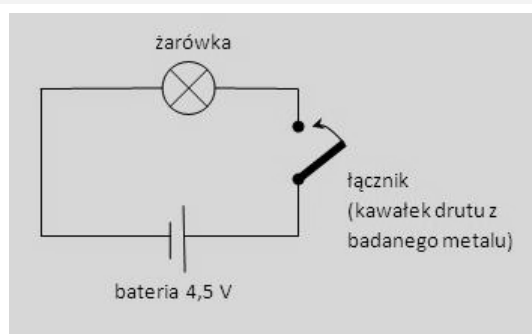 żarówka
łącznik
(kawałek drutu z
badanego metalu)
bateria 4,5 V